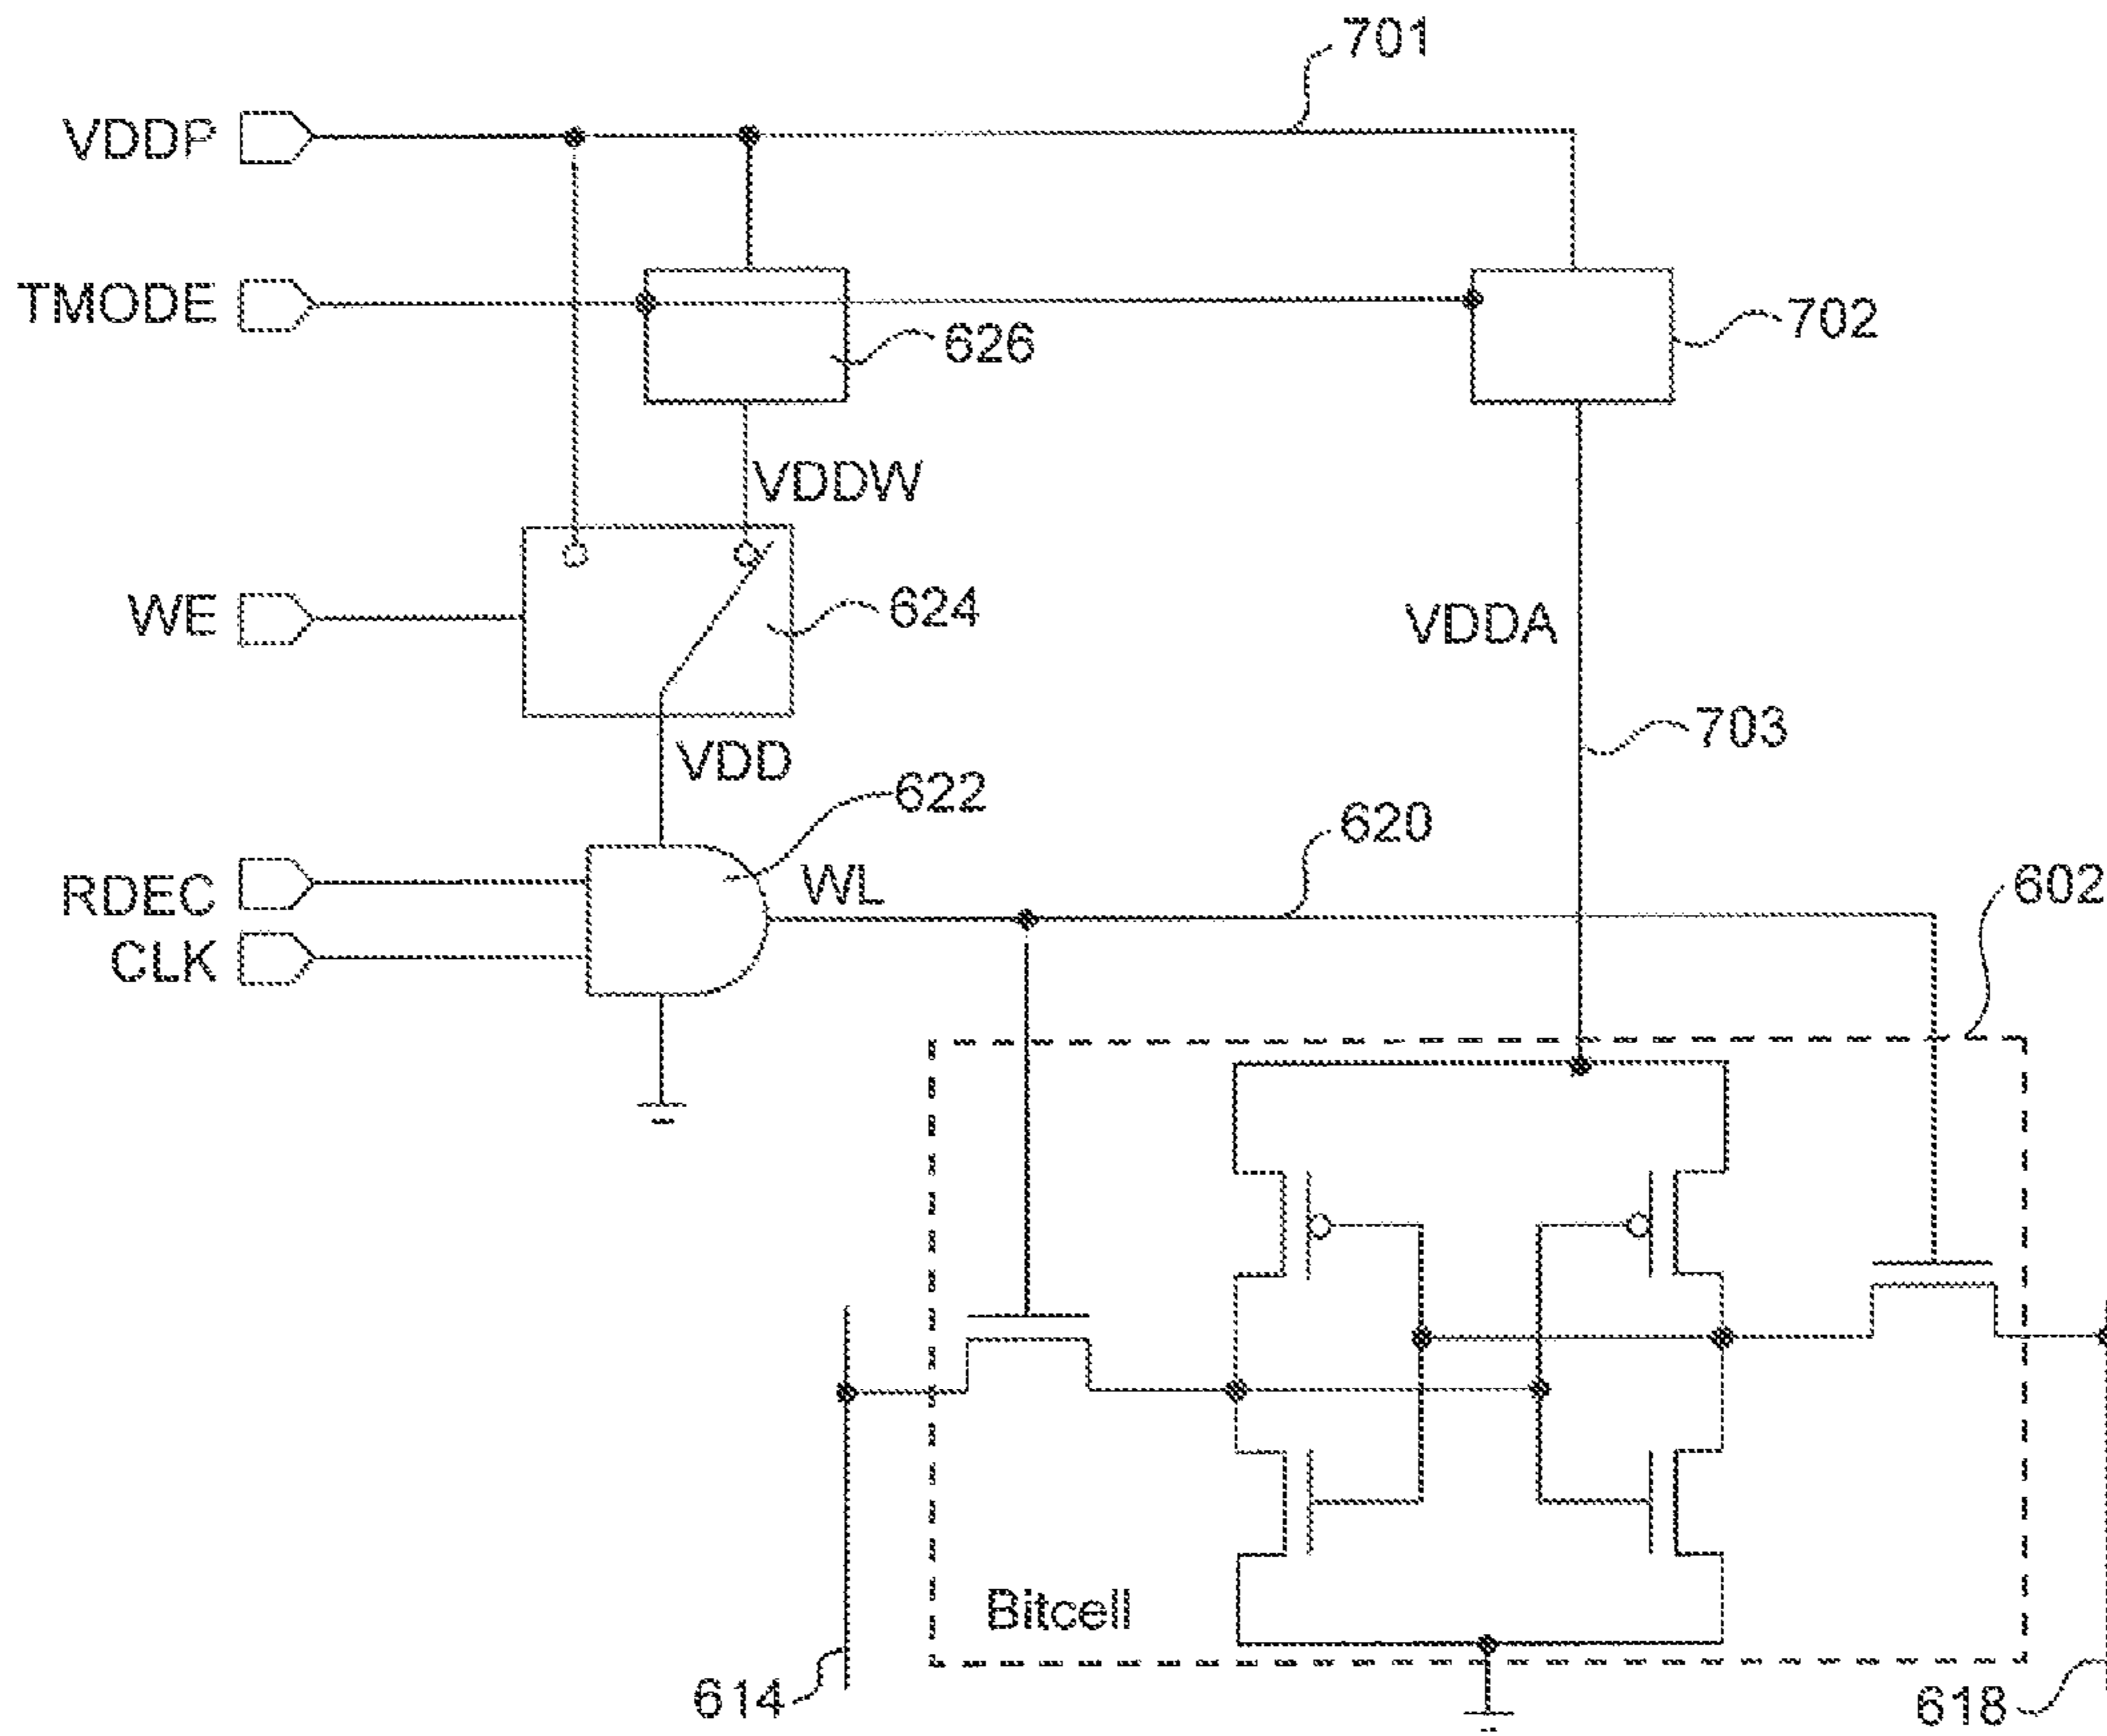 701
VDDP
TMODE
626
702
VDDW
WE
624
VDDA
703
VDD
622
620
RDEC
WL
602
CLK
Bitcell
614
618